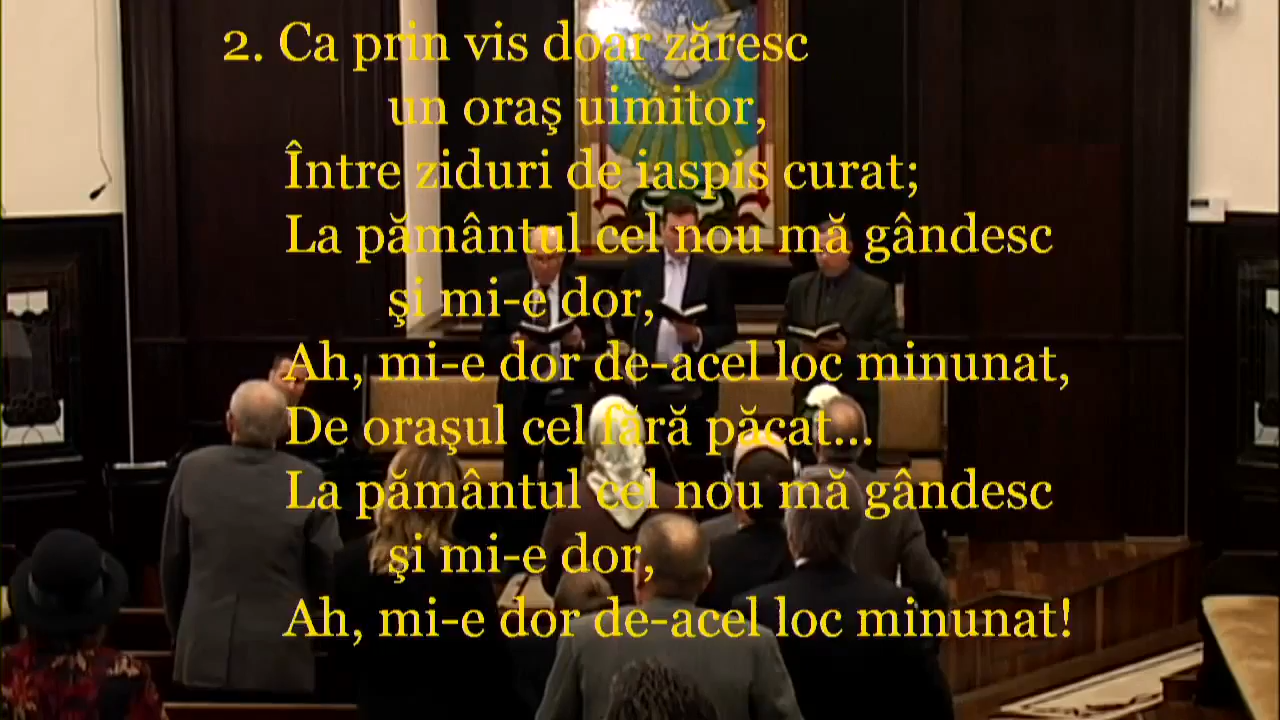 2. Ca prin vis doar zăresc
un oraş uimitor,
Între ziduri de iaspis curat;
La pământul cel nou mă gândesc
şi mi-e dor,
Ah, mi-e dor de-acel loc minunat,
De oraşul cel fără păcat...
La pământul cel nou mă gândesc
şi mi-e dor,
Ah, mi-e dor de-acel loc minunat!